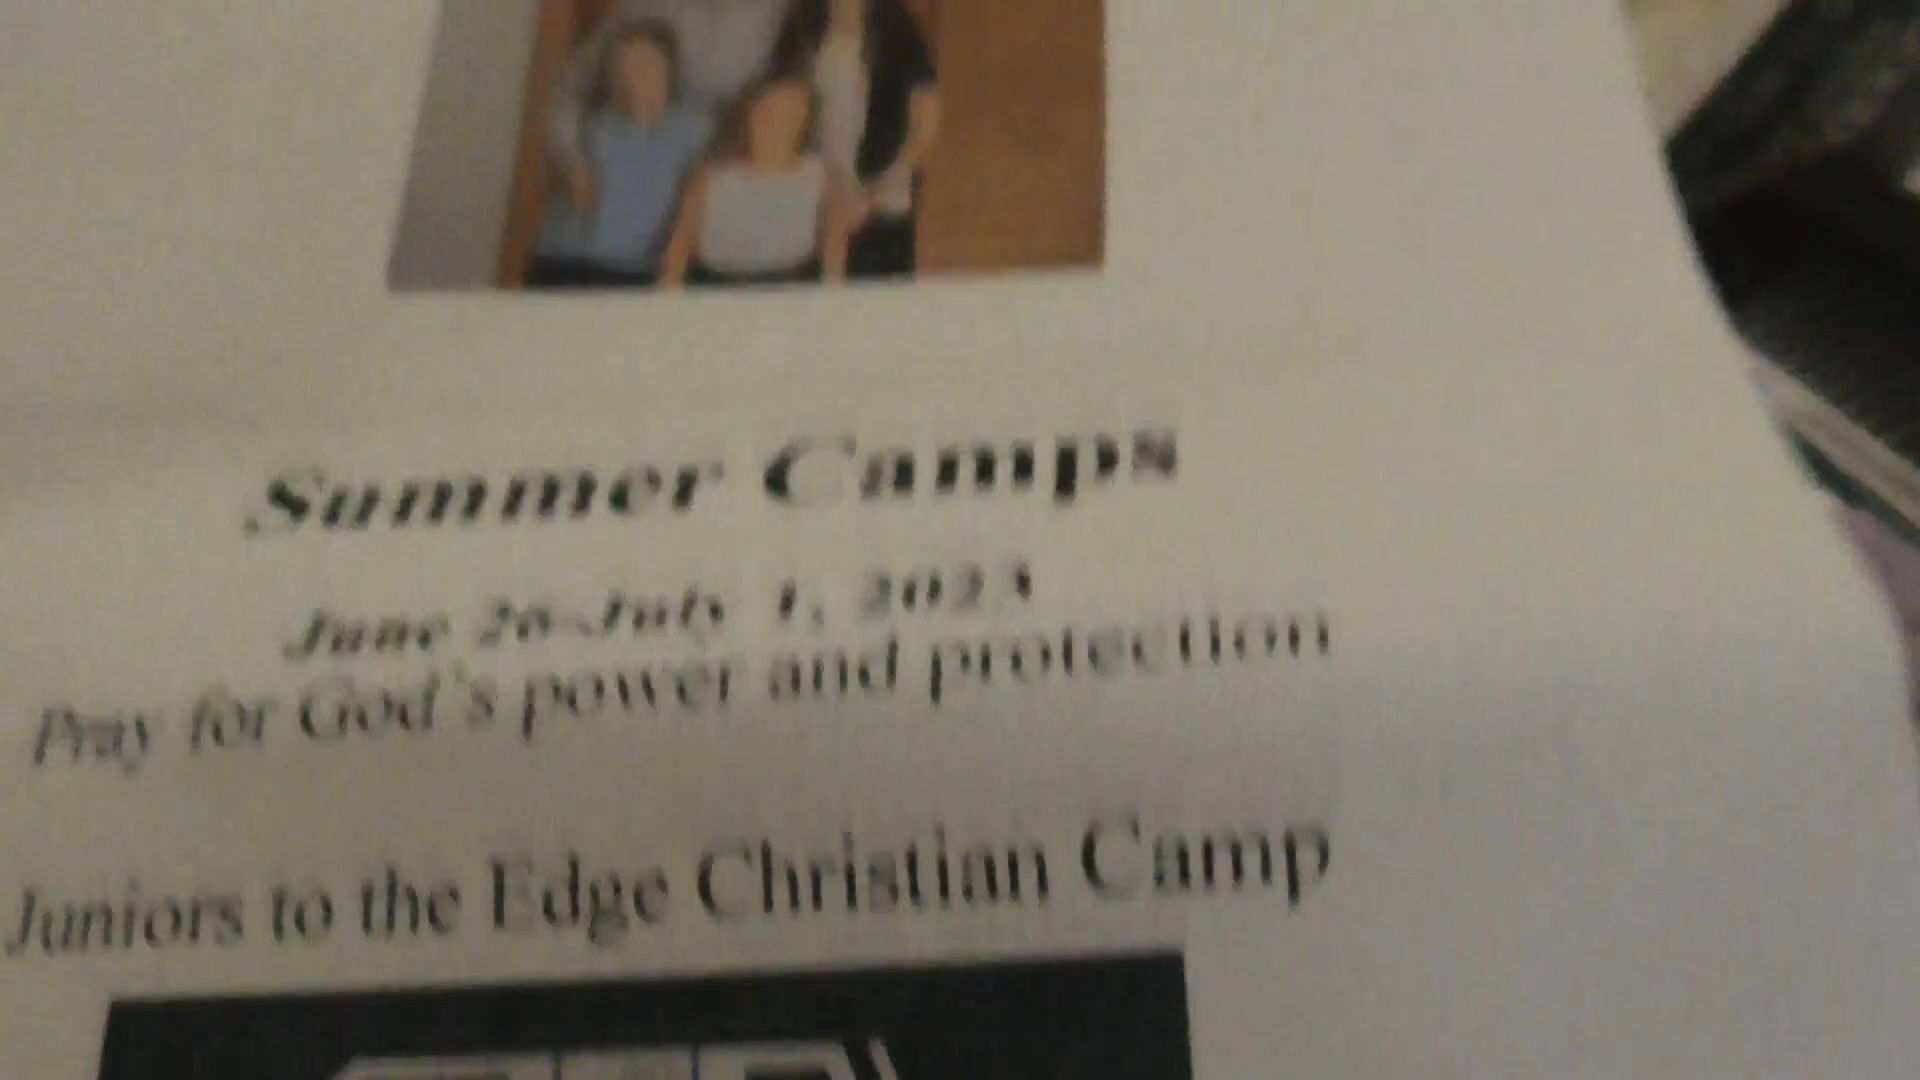 Summer Camps
June 26-July 1, 2023
Pray for God's power and protection
Juniors to the Edge Christian Camp